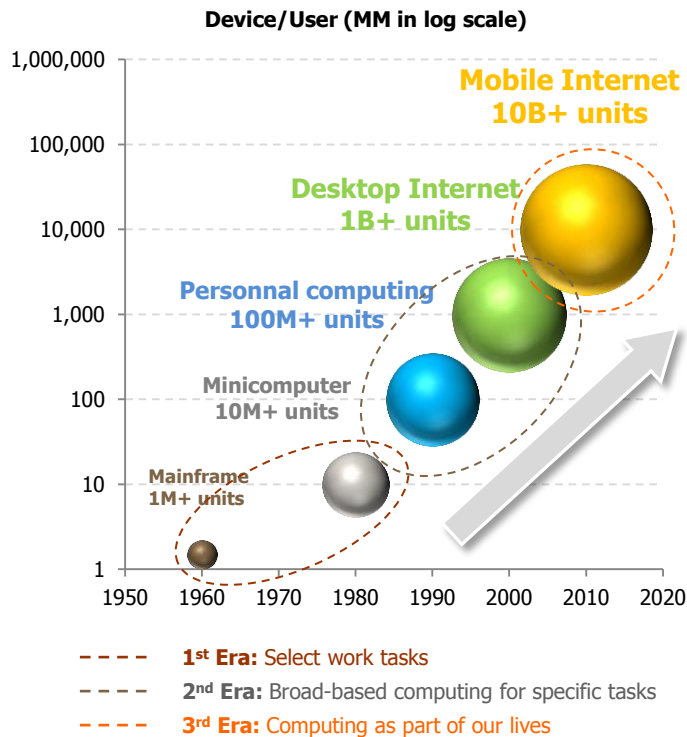 Device/User (MM in log scale)
1,000,000
100,000
10,000
1,000
100
10
1
Mobile Internet
10B+ units
Desktop Internet
1B+ units
Personnal computing
100M+ units
Minicomputer
10M+ units
Mainframe
1M+ units
1950 1960 1970 1980 1990 2000 2010 2020
1st Era: Select work tasks
2nd Era: Broad-based computing for specific tasks
3rd Era: Computing as part of our lives